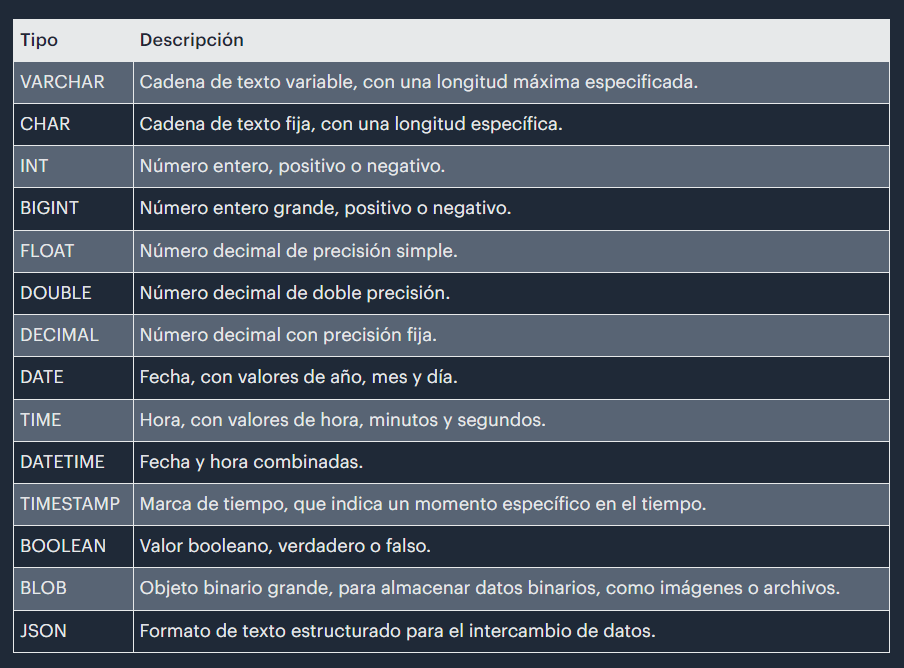 Tipo Descripción
VARCHAR Cadena de texto variable, con una longitud máxima especificada.
CHAR Cadena de texto fija, con una longitud específica.
INT Número entero, positivo o negativo.
BIGINT Número entero grande, positivo o negativo.
FLOAT Número decimal de precisión simple.
DOUBLE Número decimal de doble precisión.
DECIMAL Número decimal con precisión fija.
DATE Fecha, con valores de año, mes y día.
TIME Hora, con valores de hora, minutos y segundos.
DATETIME Fecha y hora combinadas.
TIMESTAMP Marca de tiempo, que indica un momento específico en el tiempo.
BOOLEAN Valor booleano, verdadero o falso.
BLOB Objeto binario grande, para almacenar datos binarios, como imágenes o archivos.
JSON Formato de texto estructurado para el intercambio de datos.